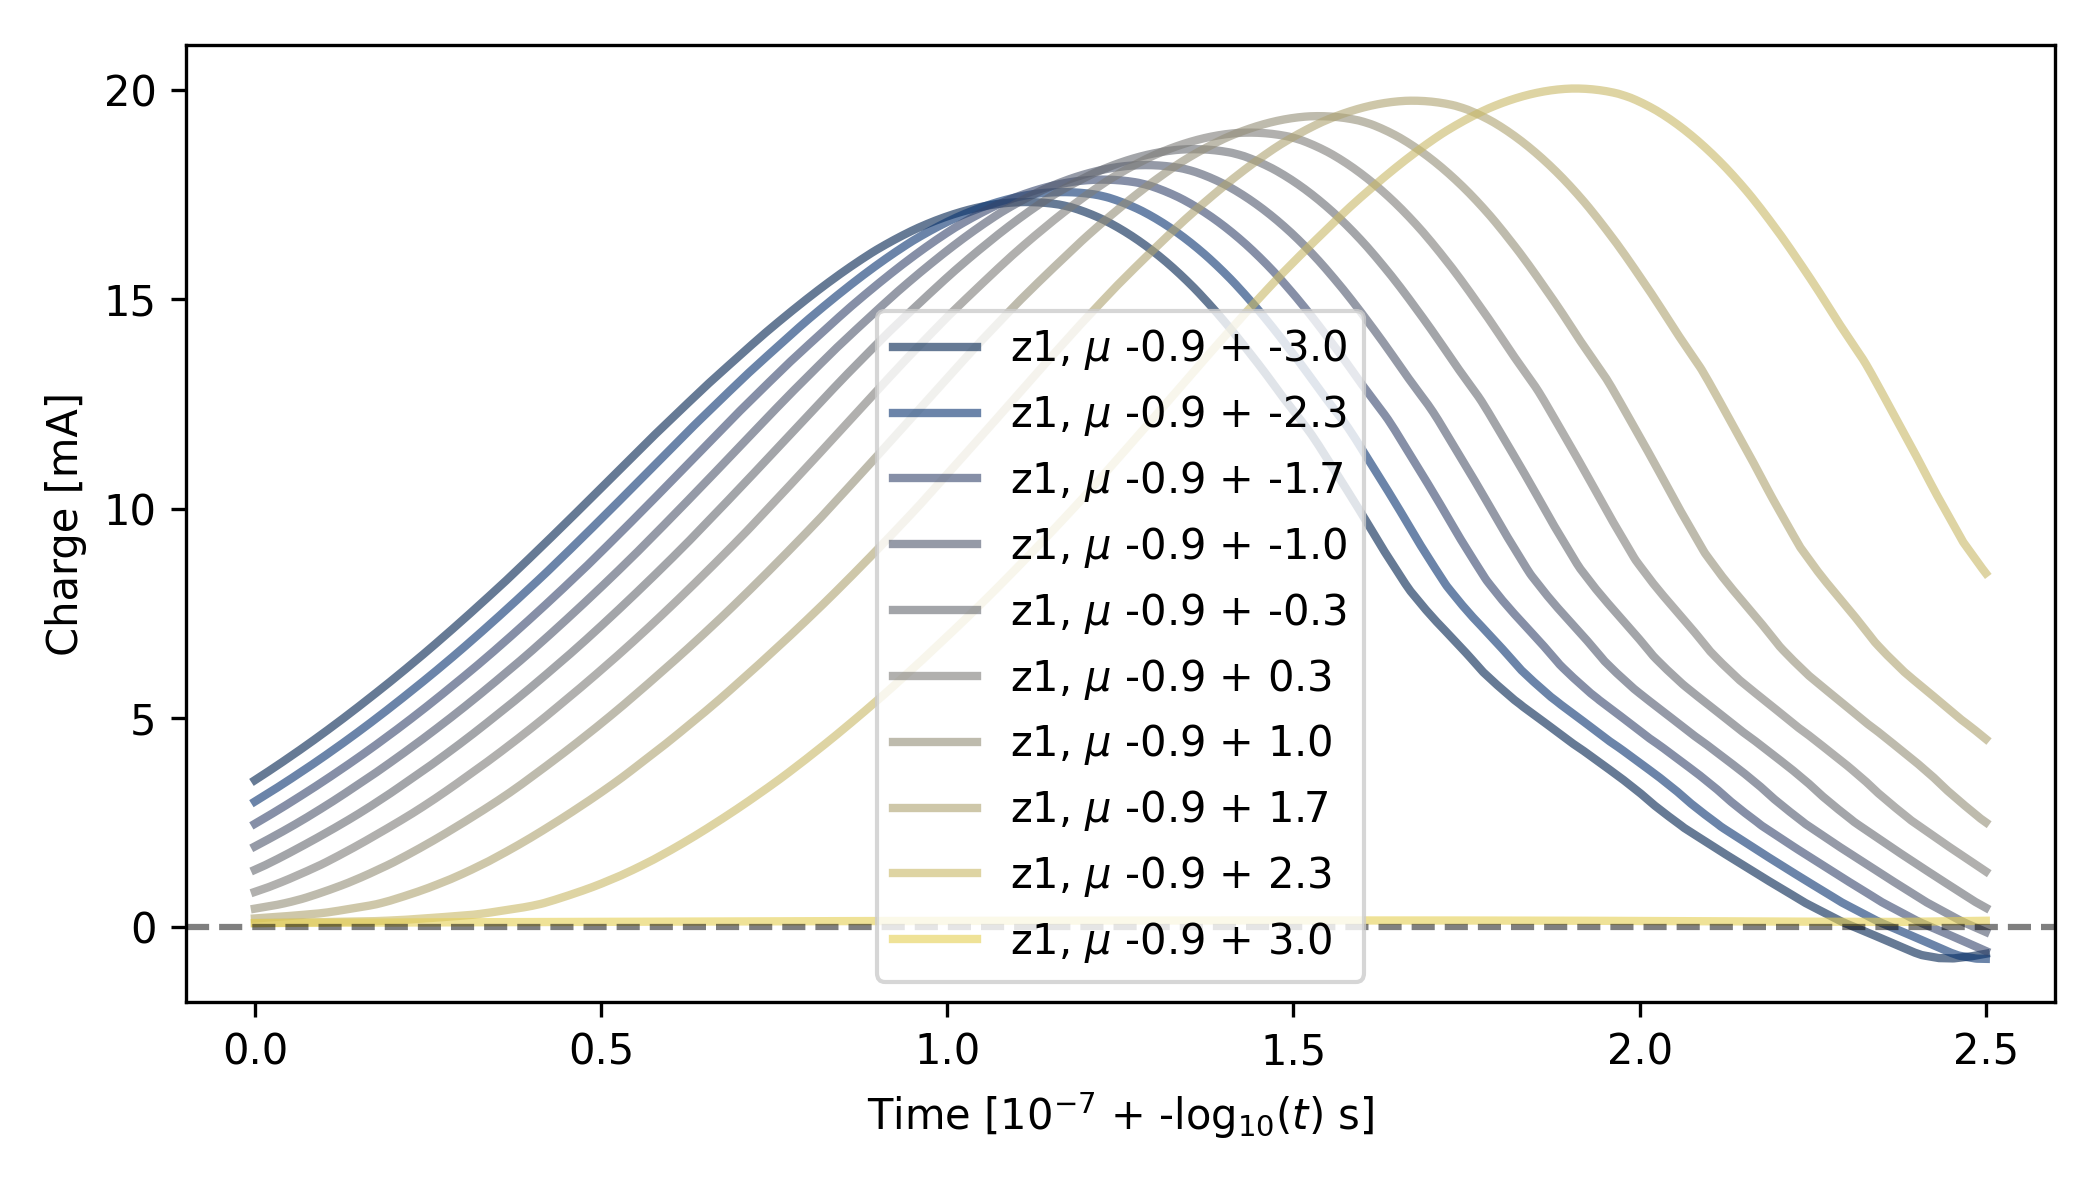 20
15
10
5
0
Charge [mA]
z1, μ -0.9 + -3.0
z1, μ -0.9 + -2.3
z1, μ -0.9 + -1.7
z1, μ -0.9 + -1.0
z1, μ -0.9 + -0.3
z1, μ -0.9 + 0.3
z1, μ -0.9 + 1.0
z1, μ -0.9 + 1.7
z1, μ -0.9 + 2.3
z1, μ -0.9 + 3.0
0.0 0.5 1.0 1.5 2.0 2.5
Time [10⁻⁷ + -log₁₀(t) s]